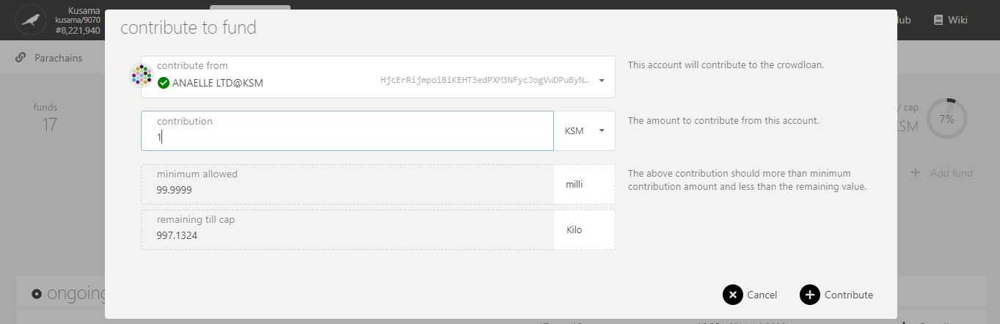 Kusama
kusama/9070
#8,221,940
Wiki
Parachains
contribute to fund
contribute from
ANAELLE LTD@KSM
HjcErRijmpoiBiKEHT3edPXM3NFycJogVwDPuByN…
This account will contribute to the crowdloan.
funds
17
contribution
1
KSM
The amount to contribute from this account.
/ cap
KSM
7%
minimum allowed
99.9999
milli
The above contribution should more than minimum
contribution amount and less than the remaining value.
Add fund
remaining till cap
997.1324
Kilo
ongoing
Cancel
Contribute